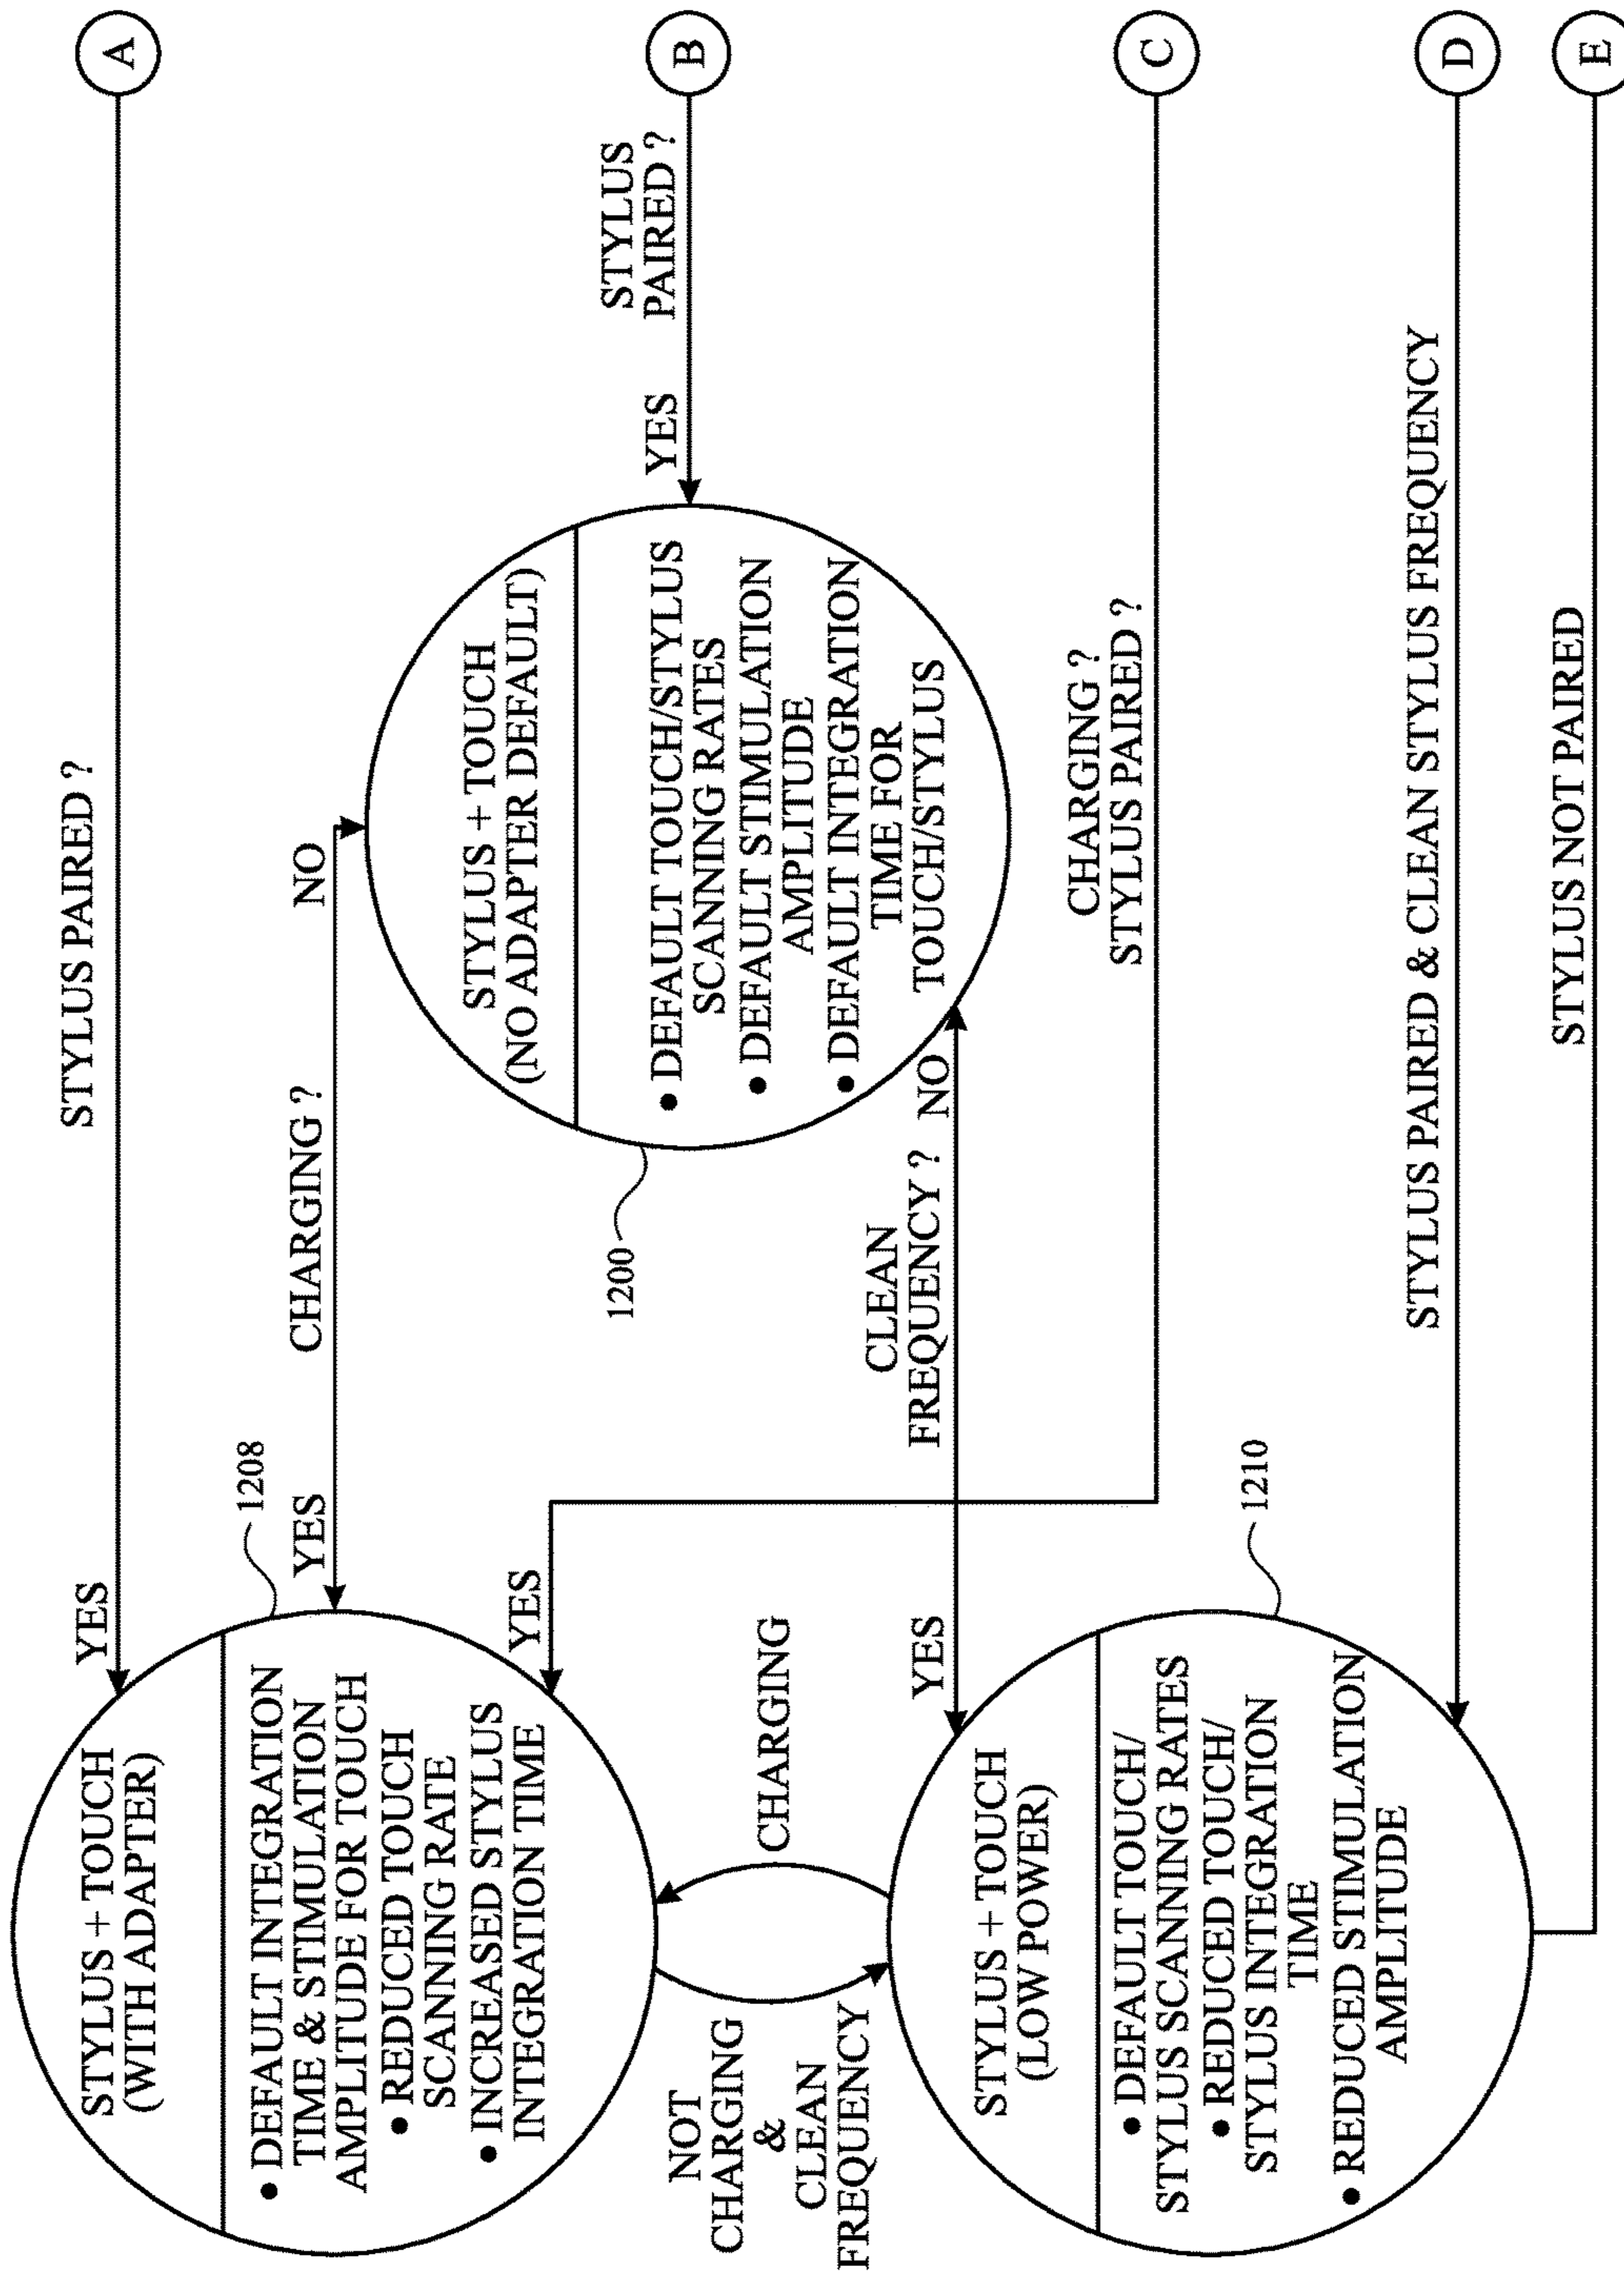 A
STYLUS PAIRED ?
YES
STYLUS + TOUCH
(WITH ADAPTER)
• DEFAULT INTEGRATION
TIME & STIMULATION
AMPLITUDE FOR TOUCH
• REDUCED TOUCH
SCANNING RATE
• INCREASED STYLUS
INTEGRATION TIME
1208
YES
CHARGING ?
NO
YES
STYLUS + TOUCH
(NO ADAPTER DEFAULT)
• DEFAULT TOUCH/STYLUS
SCANNING RATES
• DEFAULT STIMULATION
AMPLITUDE
• DEFAULT INTEGRATION
TIME FOR
TOUCH/STYLUS
1200
YES
STYLUS
PAIRED ?
B
NOT
CHARGING
&
CLEAN
FREQUENCY
CHARGING
YES
CLEAN
FREQUENCY ?
NO
CHARGING ?
STYLUS PAIRED ?
C
STYLUS + TOUCH
(LOW POWER)
• DEFAULT TOUCH/
STYLUS SCANNING RATES
• REDUCED TOUCH/
STYLUS INTEGRATION
TIME
• REDUCED STIMULATION
AMPLITUDE
1210
STYLUS PAIRED & CLEAN STYLUS FREQUENCY
D
STYLUS NOT PAIRED
E